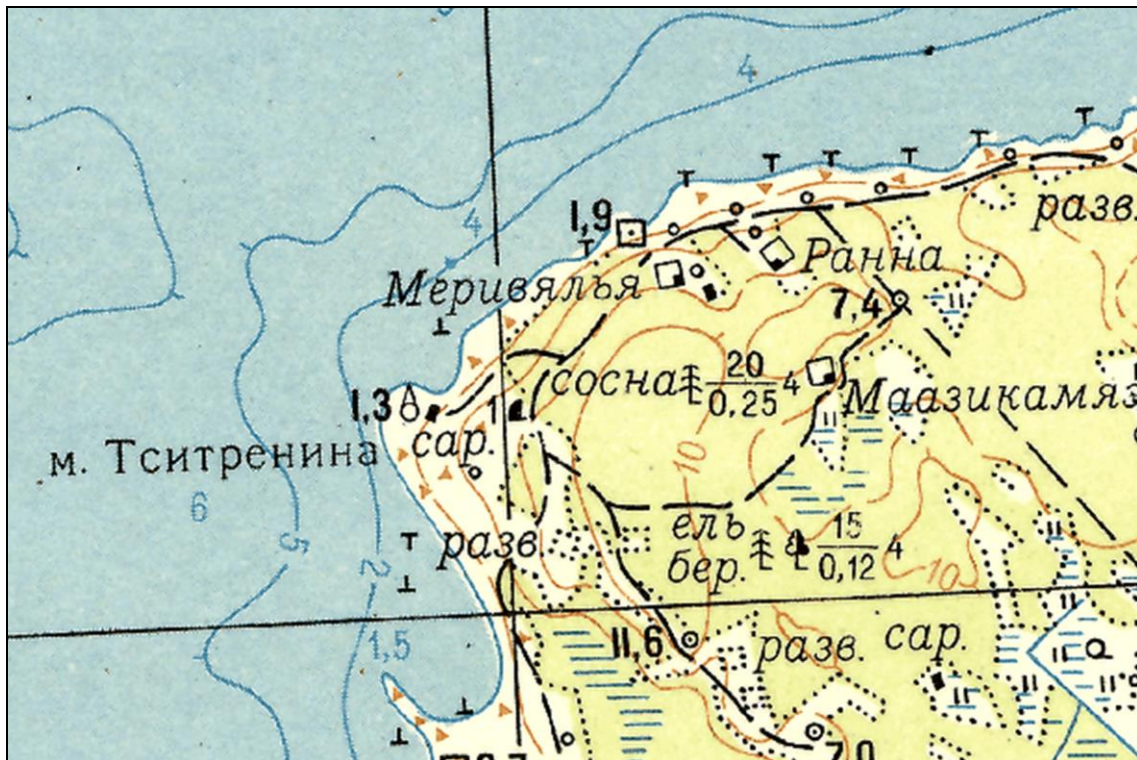 4
4
разв.
1,9
Ранна
Меривялья
7,4
сосна 20
0,25 4
Маазикамяэ
1,3
1
сар.
м. Тситренина
10
6
5
2
разв.
ель
бер.
15
0,12 4
10
11,6
разв. сар.
1,5
7,0